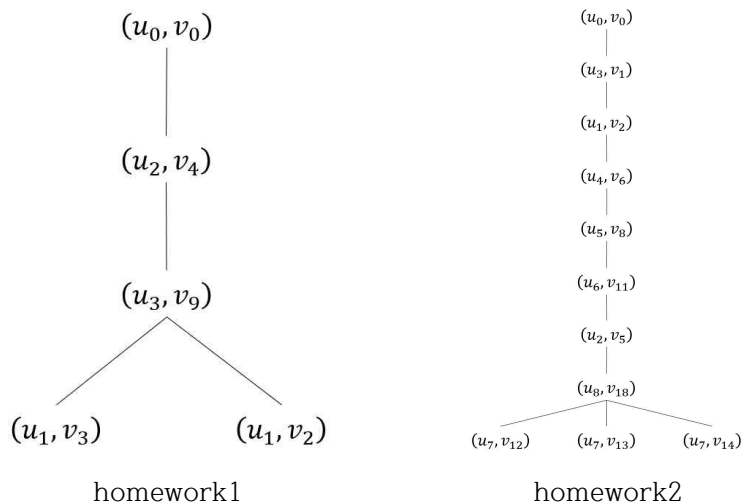 (u₀, v₀)
(u₂, v₄)
(u₃, v₉)
(u₁, v₃) (u₁, v₂)
homework1
(u₀, v₀)
(u₃, v₁)
(u₁, v₂)
(u₄, v₆)
(u₅, v₈)
(u₆, v₁₁)
(u₂, v₅)
(u₈, v₁₈)
(u₇, v₁₂) (u₇, v₁₃) (u₇, v₁₄)
homework2